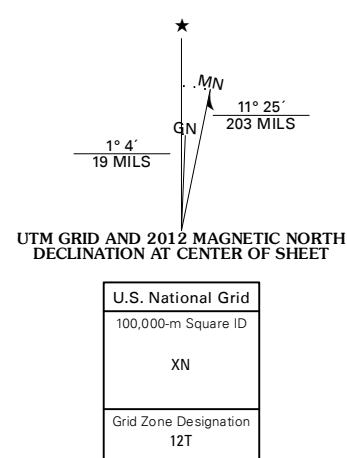 MN
11° 25´
203 MILS
GN
1° 4´
19 MILS
UTM GRID AND 2012 MAGNETIC NORTH
DECLINATION AT CENTER OF SHEET
U.S. National Grid
100,000-m Square ID
XN
Grid Zone Designation
12T